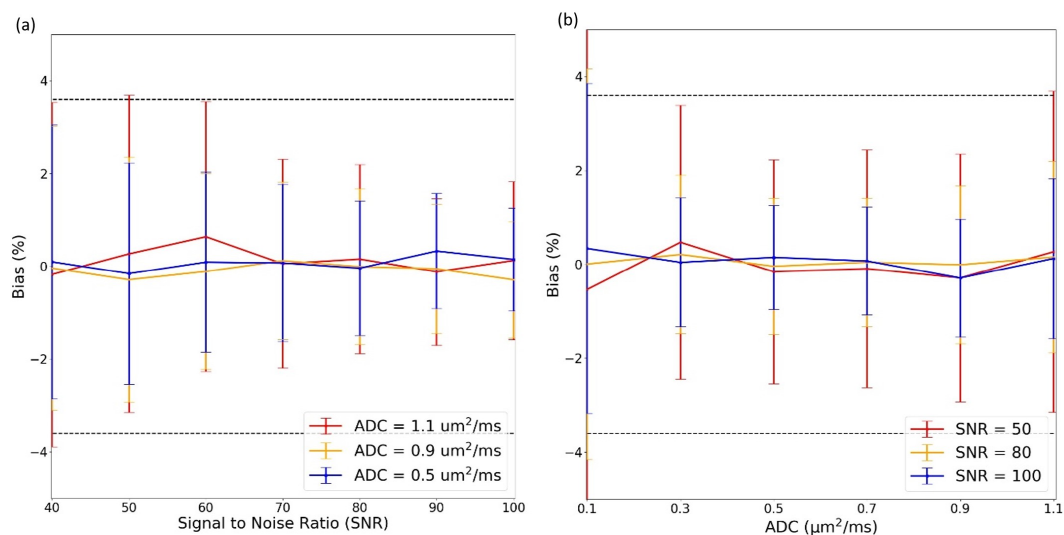 (a)
4
2
0
−2
−4
Bias (%)
40 50 60 70 80 90 100
Signal to Noise Ratio (SNR)
ADC = 1.1 um²/ms
ADC = 0.9 um²/ms
ADC = 0.5 um²/ms
(b)
4
2
0
−2
−4
Bias (%)
0.1 0.3 0.5 0.7 0.9 1.1
ADC (μm²/ms)
SNR = 50
SNR = 80
SNR = 100